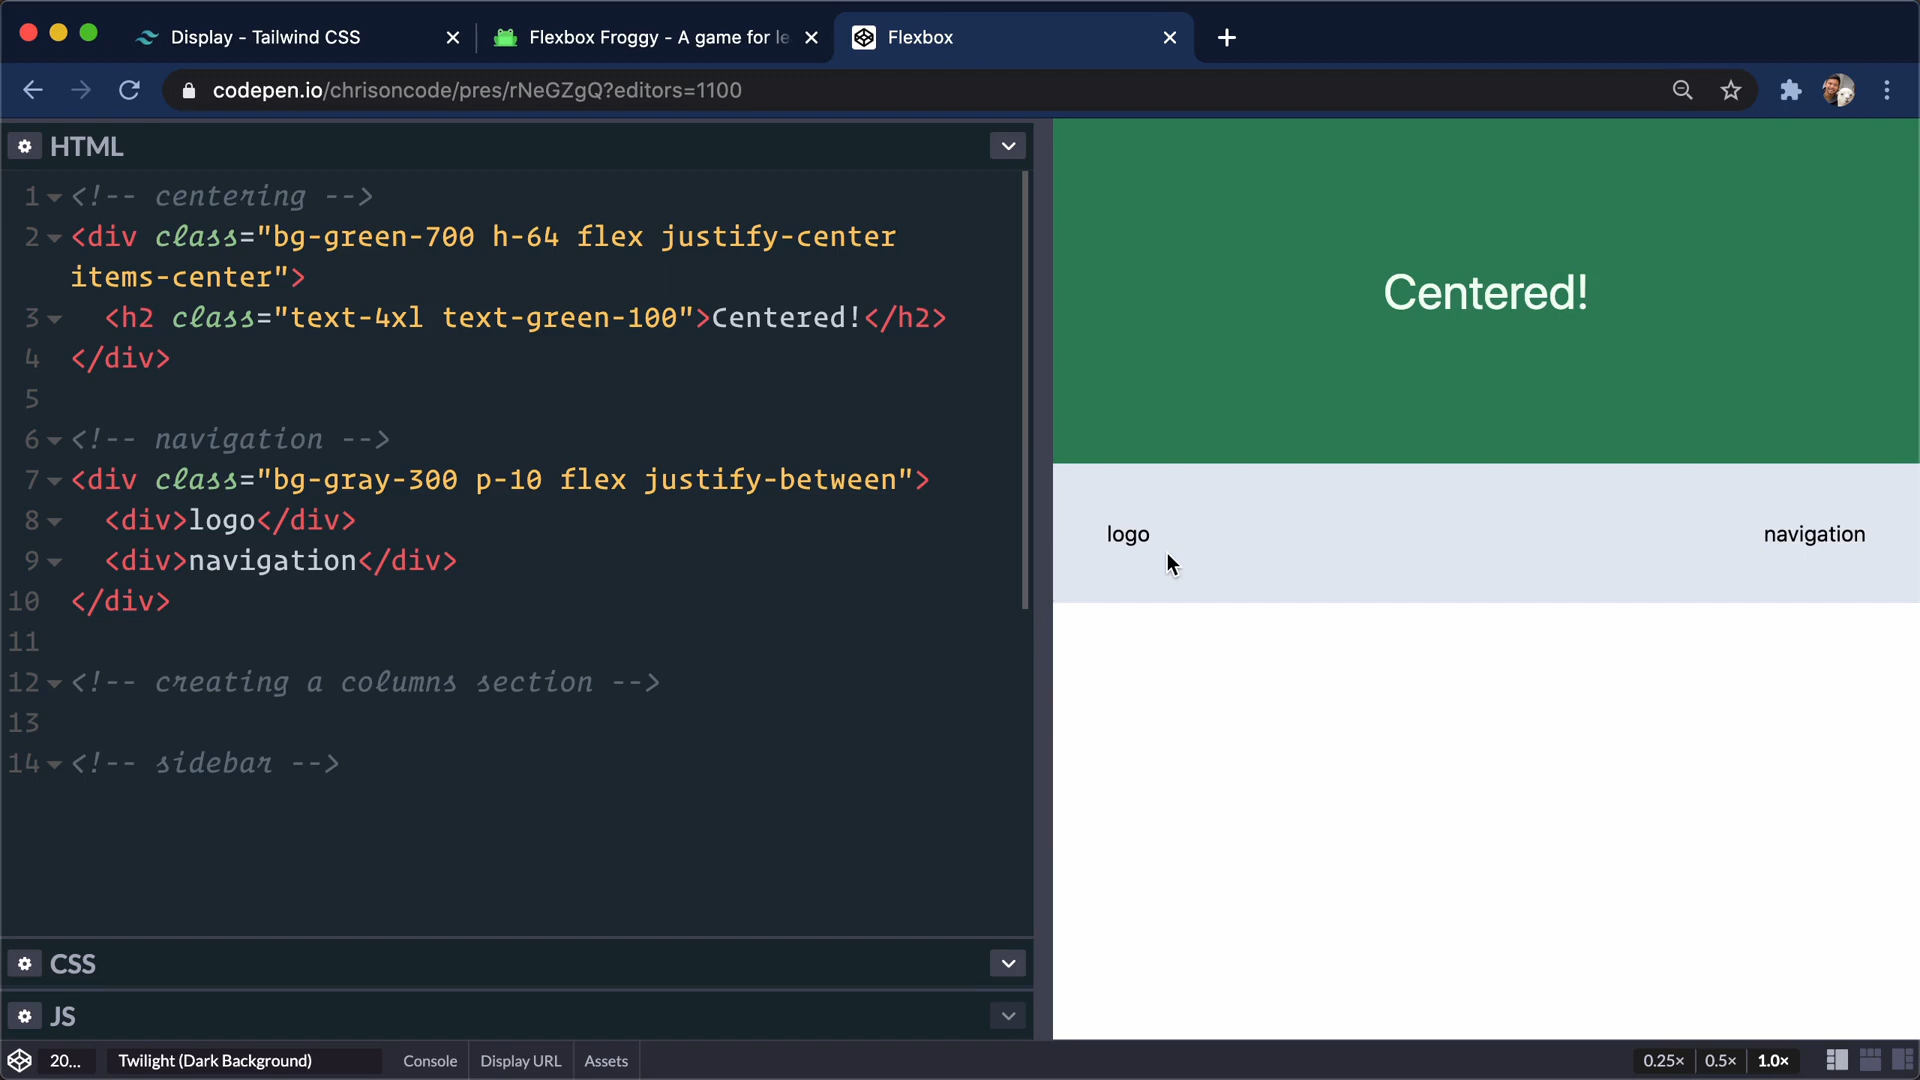 Display - Tailwind CSS
Flexbox Froggy - A game for le
Flexbox
codepen.io/chrisoncode/pres/rNeGZgQ?editors=1100
HTML
1 <!-- centering -->
2 <div class="bg-green-700 h-64 flex justify-center
items-center">
3 <h2 class="text-4xl text-green-100">Centered!</h2>
4 </div>
5
6 <!-- navigation -->
7 <div class="bg-gray-300 p-10 flex justify-between">
8 <div>logo</div>
9 <div>navigation</div>
10 </div>
11
12 <!-- creating a columns section -->
13
14 <!-- sidebar -->
Centered!
logo
navigation
CSS
JS
20...
Twilight (Dark Background)
Console
Display URL
Assets
0.25×
0.5×
1.0×